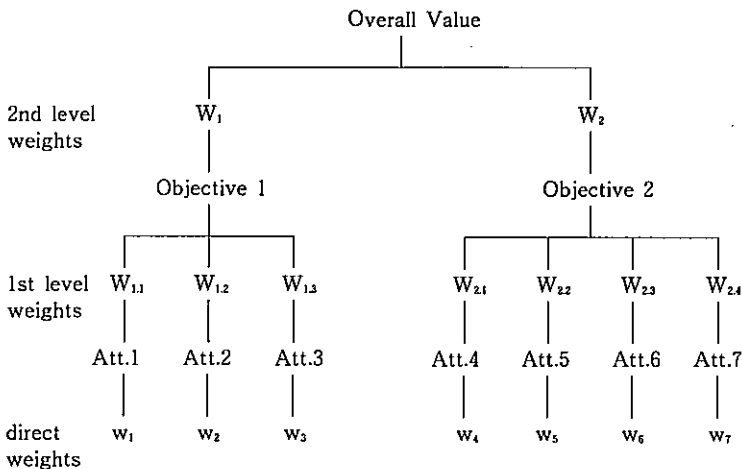 Overall Value
2nd level weights
W₁ W₂
Objective 1 Objective 2
1st level weights
W₁.₁ W₁.₂ W₁.₃ W₂.₁ W₂.₂ W₂.₃ W₂.₄
Att.1 Att.2 Att.3 Att.4 Att.5 Att.6 Att.7
direct weights
w₁ w₂ w₃ w₄ w₅ w₆ w₇